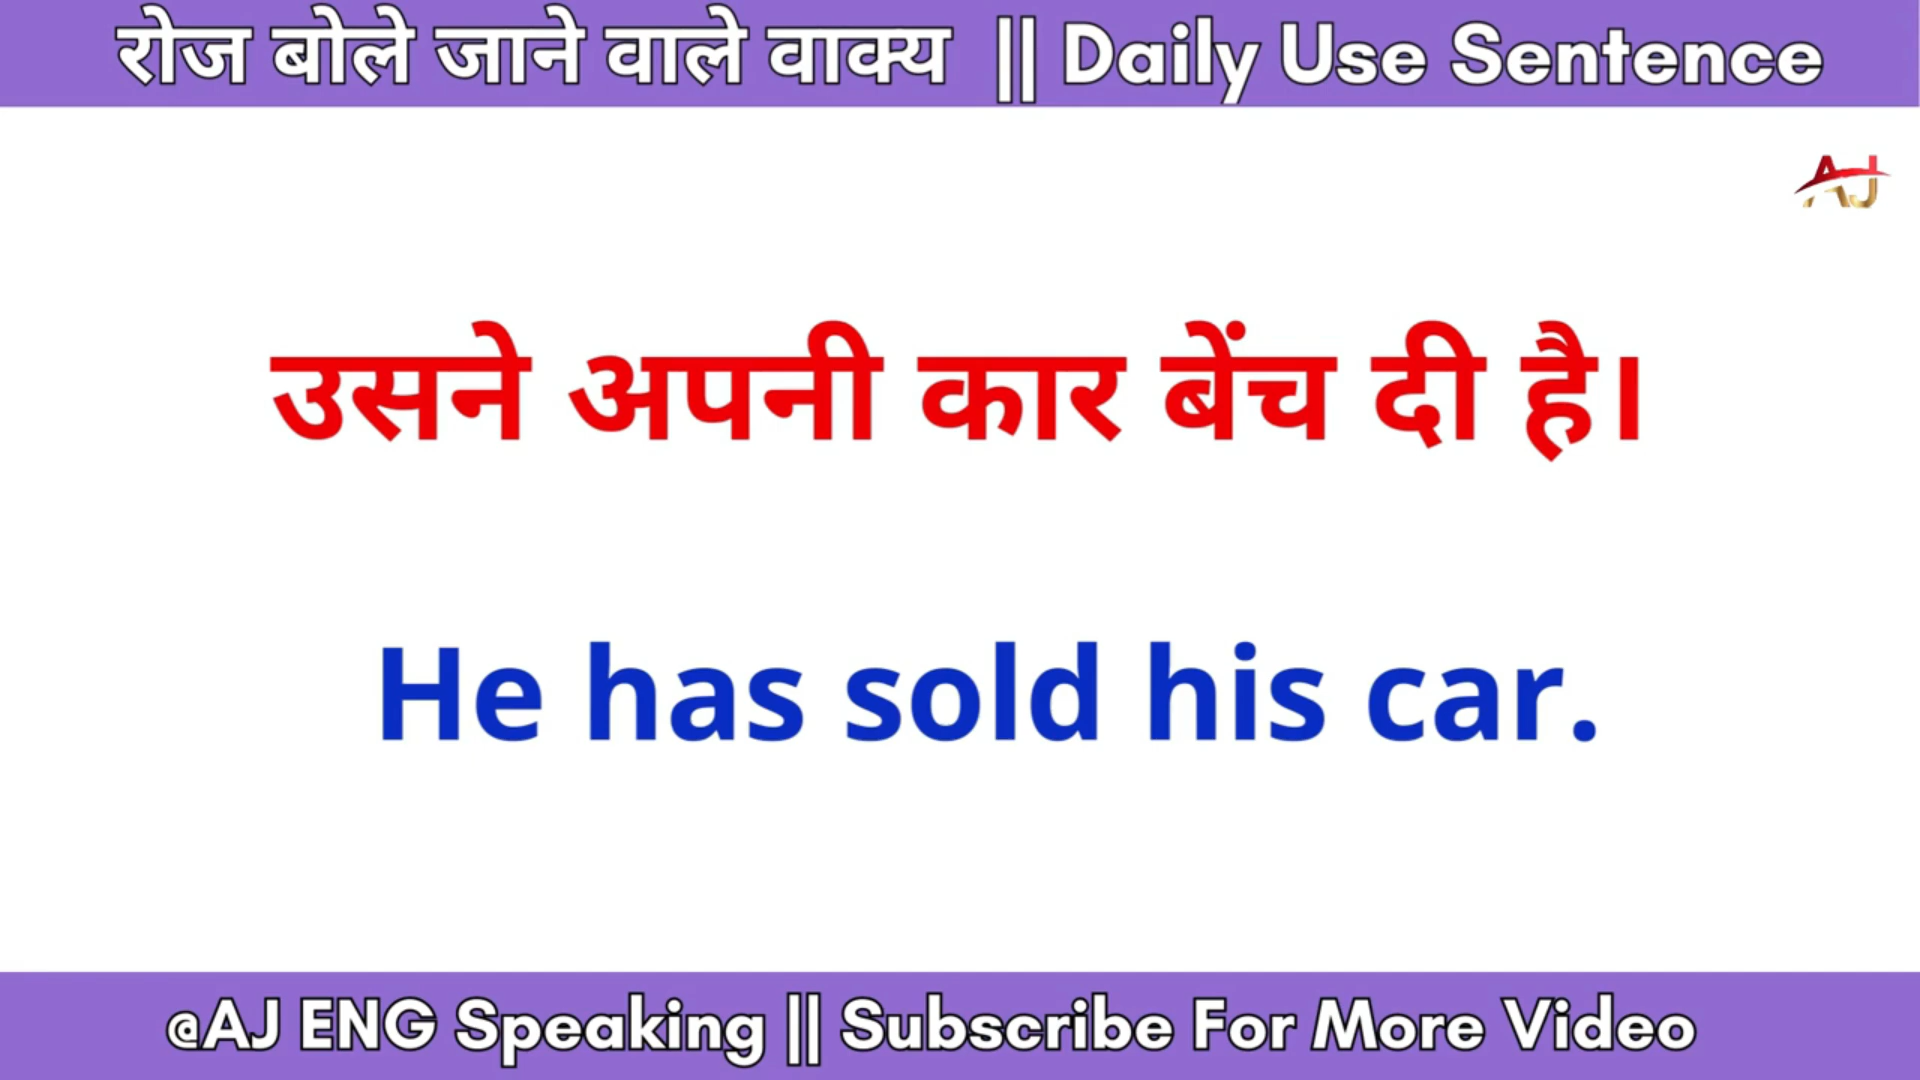 रोज बोले जाने वाले वाक्य || Daily Use Sentence
AJ
उसने अपनी कार बेंच दी है।
He has sold his car.
@AJ ENG Speaking || Subscribe For More Video